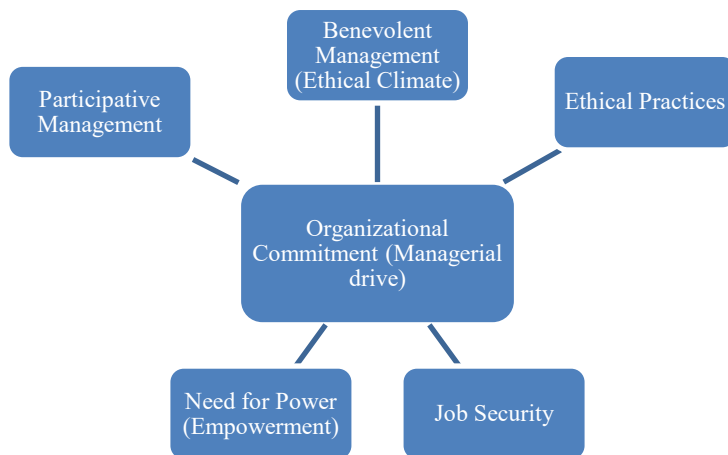 Benevolent
Management
(Ethical Climate)
Participative
Management
Ethical Practices
Organizational
Commitment (Managerial
drive)
Need for Power
(Empowerment)
Job Security